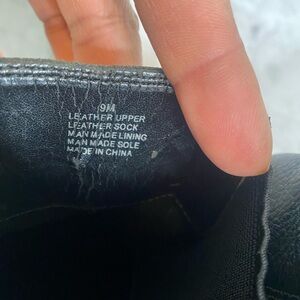 9M
LEATHER UPPER
LEATHER SOCK
MAN MADE LINING
MAN MADE SOLE
MADE IN CHINA